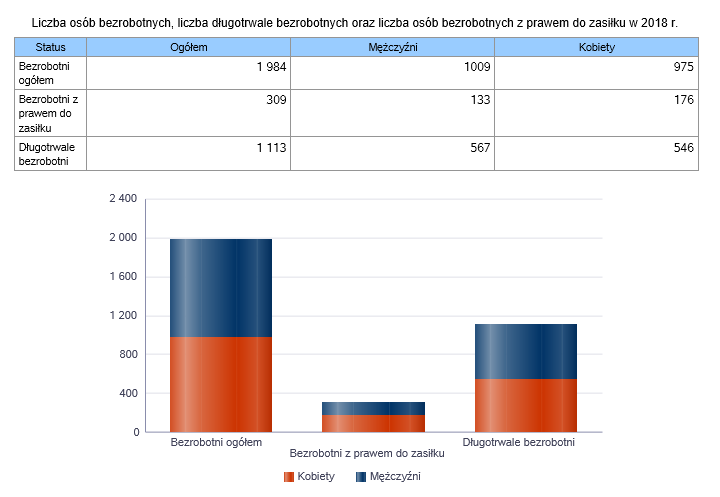 Liczba osób bezrobotnych, liczba długotrwale bezrobotnych oraz liczba osób bezrobotnych z prawem do zasiłku w 2018 r.
Status Ogółem Mężczyźni Kobiety
Bezrobotni
ogółem 1 984 1009 975
Bezrobotni z
prawem do
zasiłku 309 133 176
Długotrwale
bezrobotni 1 113 567 546
2 400
2 000
1 600
1 200
800
400
0
Bezrobotni ogółem
Bezrobotni z prawem do zasiłku
Długotrwale bezrobotni
Kobiety Mężczyźni